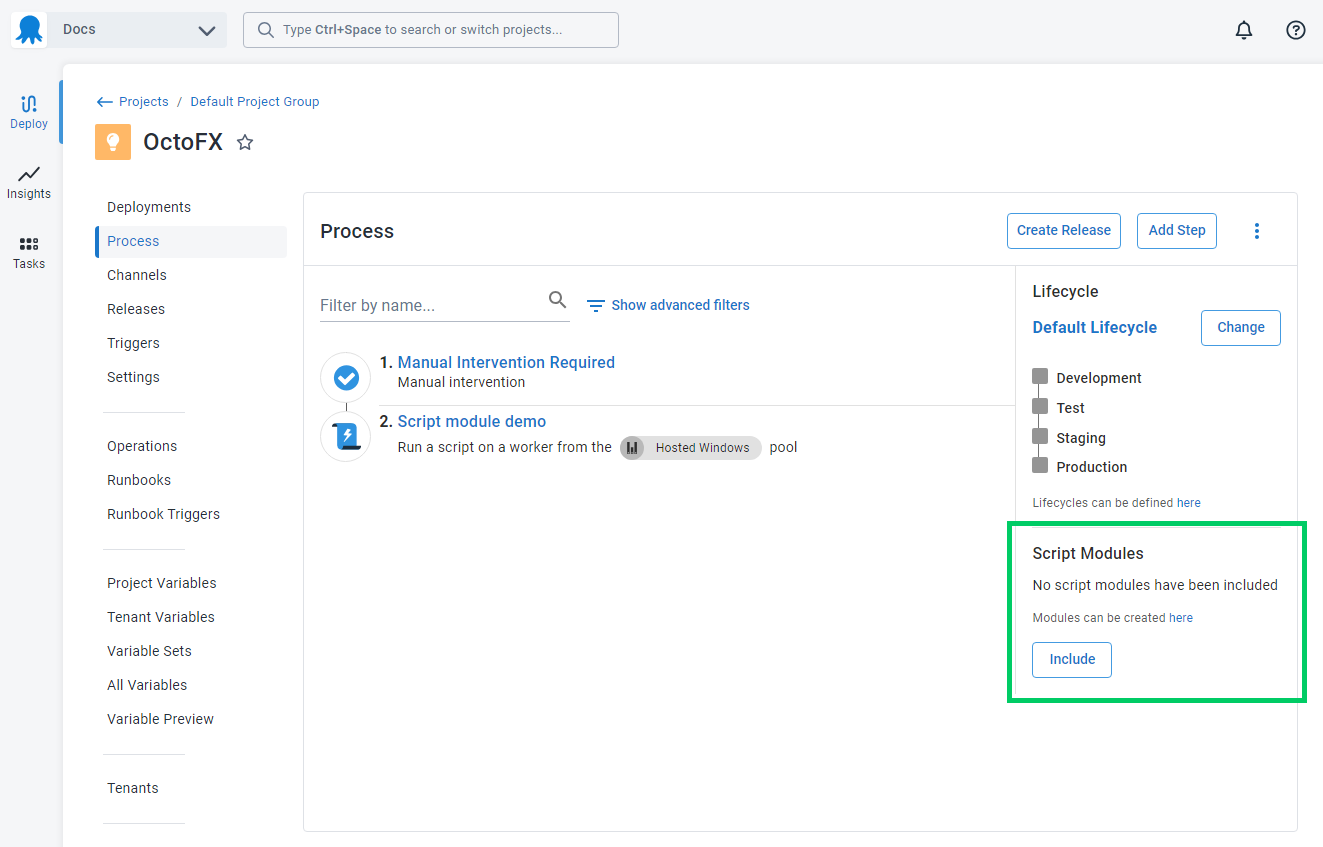 Docs
Type Ctrl+Space to search or switch projects...
Deploy
Insights
Tasks
Projects / Default Project Group
OctoFX
Deployments
Process
Channels
Releases
Triggers
Settings
Operations
Runbooks
Runbook Triggers
Project Variables
Tenant Variables
Variable Sets
All Variables
Variable Preview
Tenants
Process
Create Release
Add Step
Filter by name...
Show advanced filters
1. Manual Intervention Required
Manual intervention
2. Script module demo
Run a script on a worker from the Hosted Windows pool
Lifecycle
Default Lifecycle
Change
Development
Test
Staging
Production
Lifecycles can be defined here
Script Modules
No script modules have been included
Modules can be created here
Include